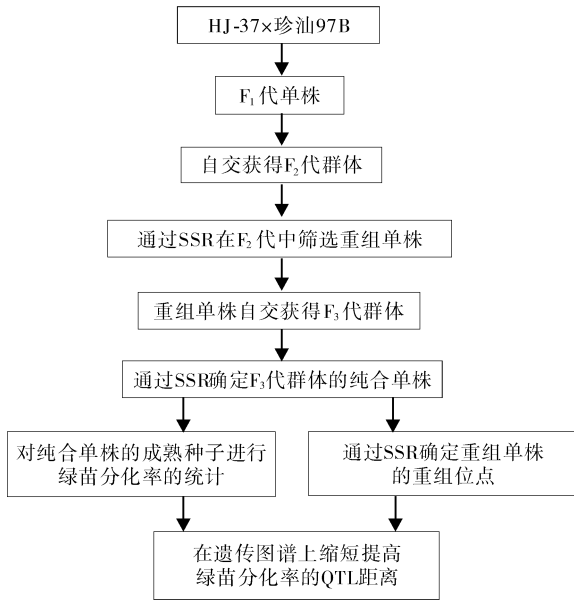 HJ-37×珍汕97B
F₁代单株
自交获得F₂代群体
通过SSR在F₂代中筛选重组单株
重组单株自交获得F₃代群体
通过SSR确定F₃代群体的纯合单株
对纯合单株的成熟种子进行
绿苗分化率的统计
通过SSR确定重组单株
的重组位点
在遗传图谱上缩短提高
绿苗分化率的QTL距离